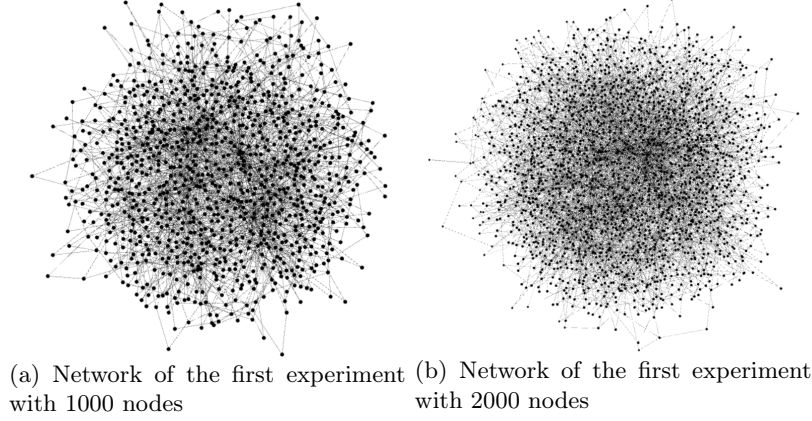 (a) Network of the first experiment
with 1000 nodes
(b) Network of the first experiment
with 2000 nodes